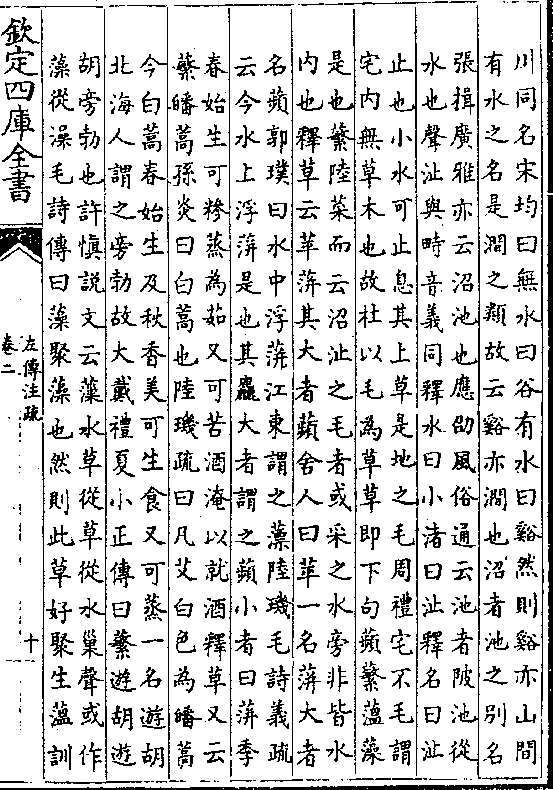 川同名宋均曰無水曰谷有水曰谿然則谿亦山間
有水之名是澗之類故云谿亦澗也沼者池之别名
張揖廣雅亦云沼池也應劭風俗通云池者陂池從
水也聲沚與時音義同釋水曰小渚曰沚釋名曰沚
止也小水可止息其上草是地之毛周禮宅不毛謂
宅内無草木也故杜以毛為草草即下句蘋蘩薀藻
是也蘩陸菜而云沼沚之毛者或采之水旁非皆水
内也釋草云苹蓱其大者蘋舍人曰苹一名蓱大者
名蘋郭璞曰水中浮蓱江東謂之薸陸璣毛詩義疏
云今水上浮蓱是也其麤大者謂之蘋小者曰蓱季
春始生可糝蒸為茹又可苦酒淹以就酒釋草又云
蘩皤蒿孫炎曰白蒿也陸璣疏曰凡艾白色為皤蒿
今白蒿春始生及秋香美可生食又可蒸一名遊胡
北海人謂之旁勃故大戴禮夏小正傳曰蘩遊胡遊
胡旁勃也許慎説文云藻水草從草從水巢聲或作
藻從澡毛詩傳曰藻聚藻也然則此草好聚生薀訓
欽定四庫全書
左傳注疏
卷二
十